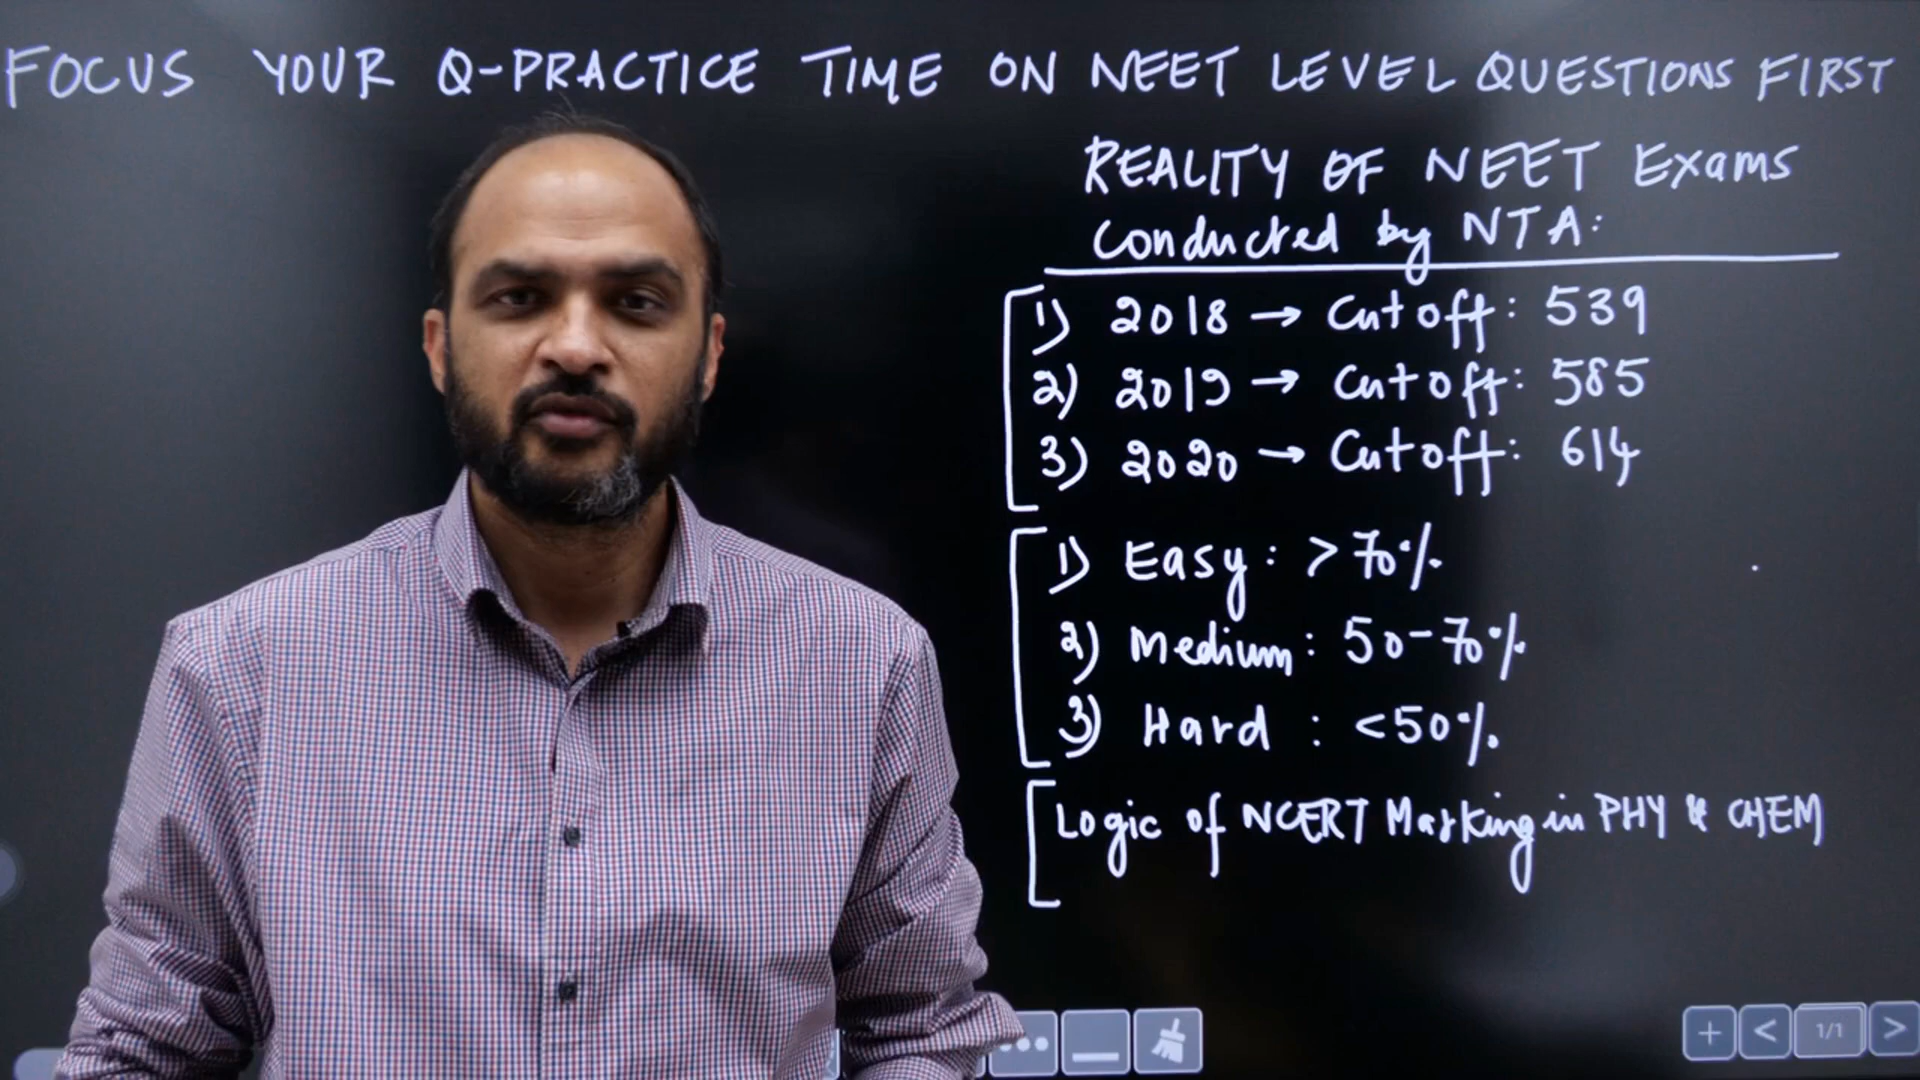 FOCUS YOUR Q-PRACTICE TIME ON NEET LEVEL QUESTIONS FIRST
REALITY OF NEET Exams
Conducted by NTA:
1) 2018 → Cutoff: 539
2) 2019 → Cutoff: 585
3) 2020 → Cutoff: 614
1) Easy: >70%
2) Medium: 50-70%
3) Hard : <50%
Logic of NCERT Marking in PHY & CHEM
+ < 1/1 >